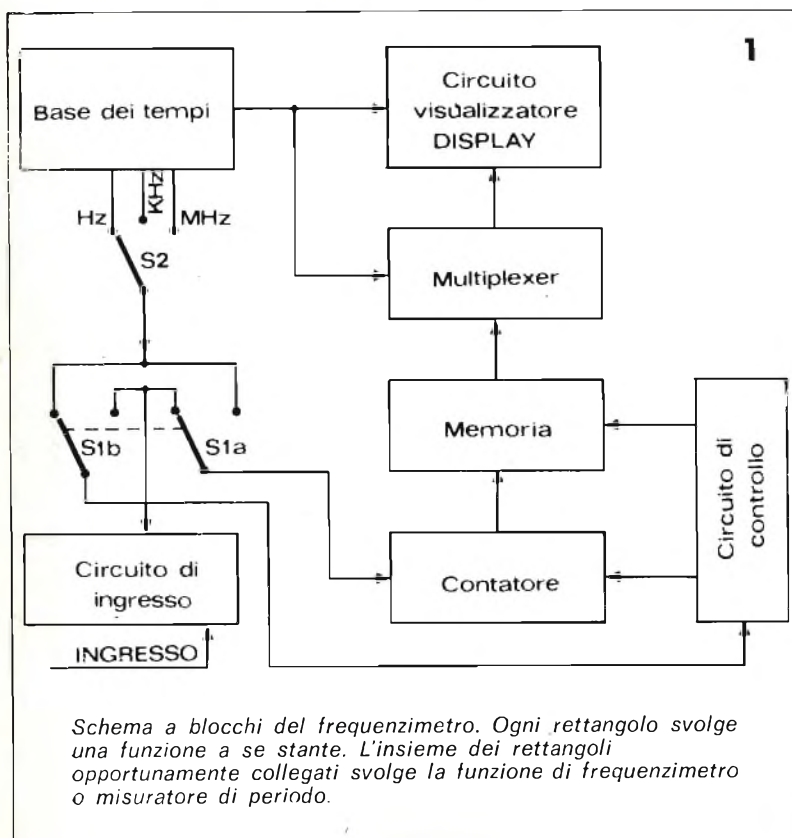 1
Base dei tempi
Circuito
visualizzatore
DISPLAY
Hz
KHz
MHz
S2
Multiplexer
S1b
S1a
Memoria
Circuito di
controllo
Circuito di
ingresso
Contatore
INGRESSO
Schema a blocchi del frequenzimetro. Ogni rettangolo svolge
una funzione a se stante. L'insieme dei rettangoli
opportunamente collegati svolge la funzione di frequenzimetro
o misuratore di periodo.